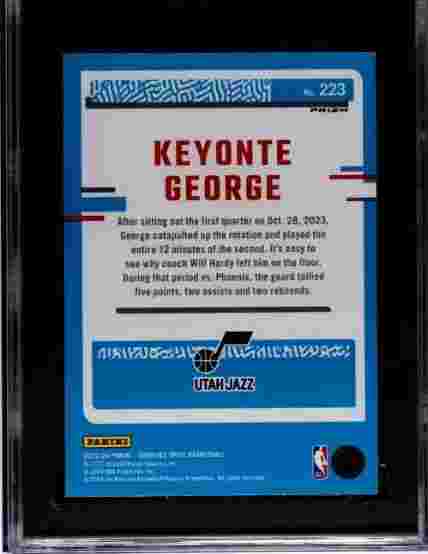 No. 223
PRIZM
KEYONTE
GEORGE
After sitting out the first quarter on Oct. 28, 2023,
George catapulted up the rotation and played the
entire 12 minutes of the second. It's easy to
see why coach Will Hardy left him on the floor.
During that period vs. Phoenix, the guard tallied
five points, two assists and two rebounds.
UTAH JAZZ
PANINI
NBA